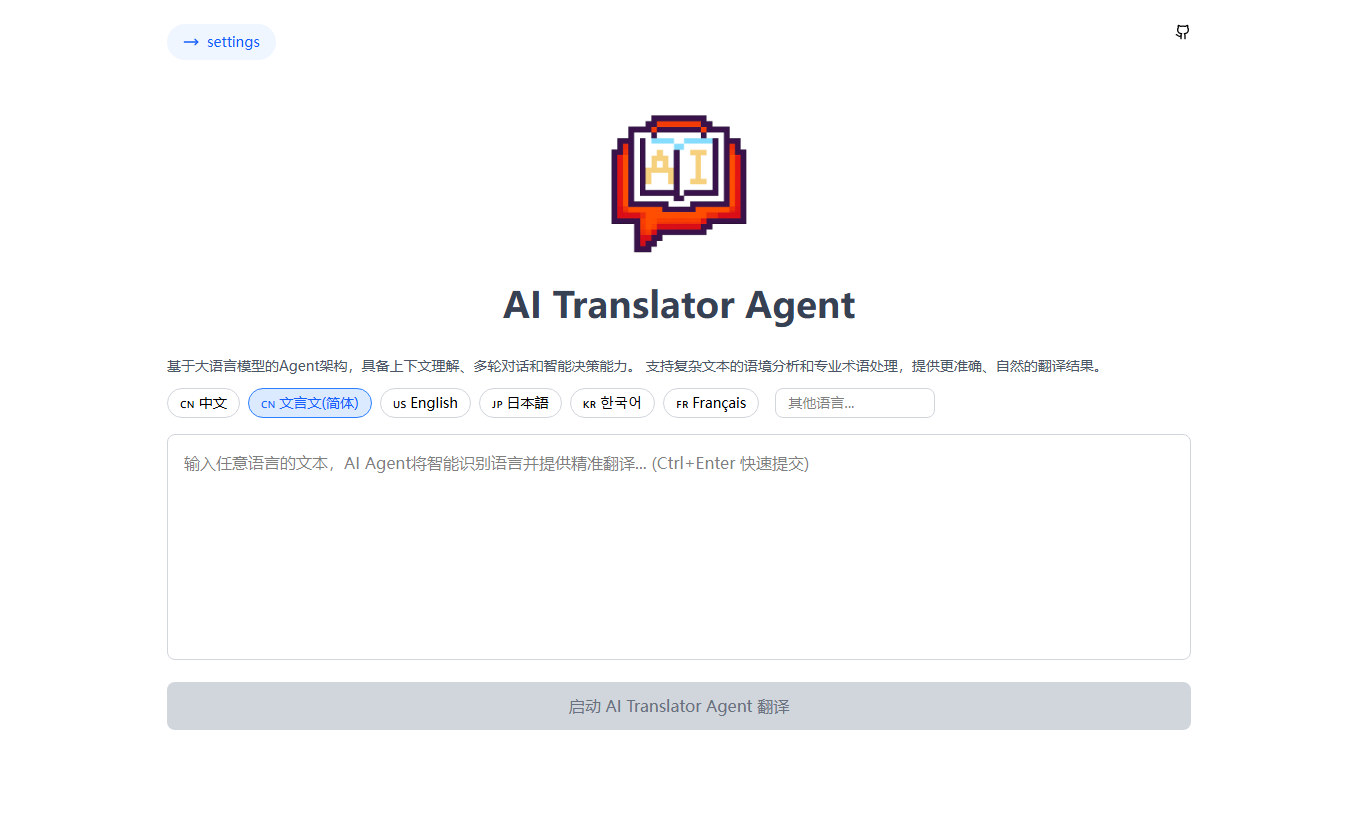 → settings
AI
AI Translator Agent
基于大语言模型的Agent架构，具备上下文理解、多轮对话和智能决策能力。 支持复杂文本的语境分析和专业术语处理，提供更准确、自然的翻译结果。
CN 中文 CN 文言文(简体) US English JP 日本語 KR 한국어 FR Français 其他语言...
输入任意语言的文本，AI Agent将智能识别语言并提供精准翻译... (Ctrl+Enter 快速提交)
启动 AI Translator Agent 翻译